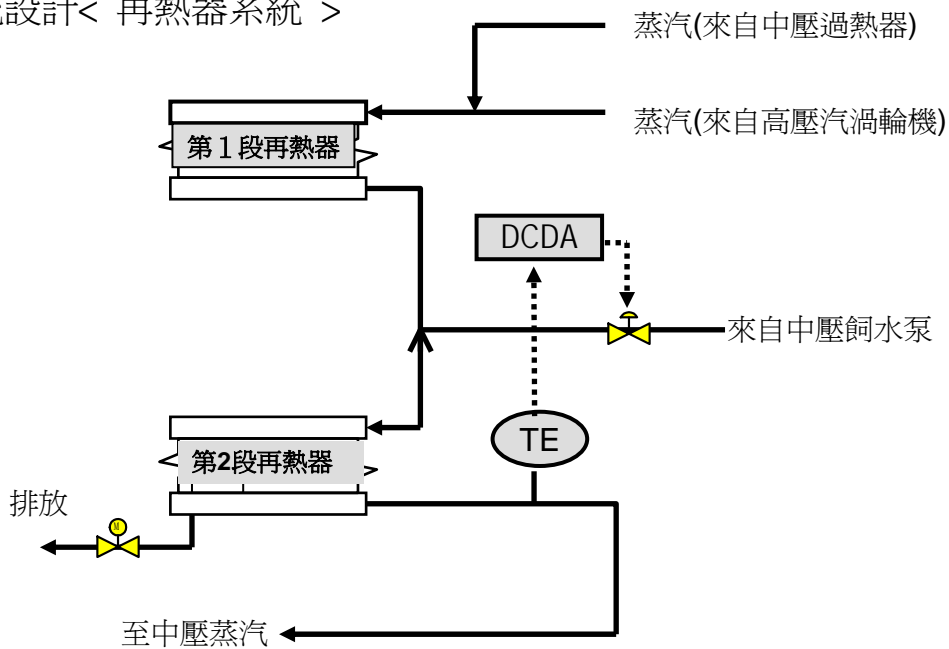 設計< 再熱器系統 >
蒸汽(來自中壓過熱器)
蒸汽(來自高壓汽渦輪機)
第１段再熱器
DCDA
來自中壓飼水泵
TE
第2段再熱器
排放
M
至中壓蒸汽